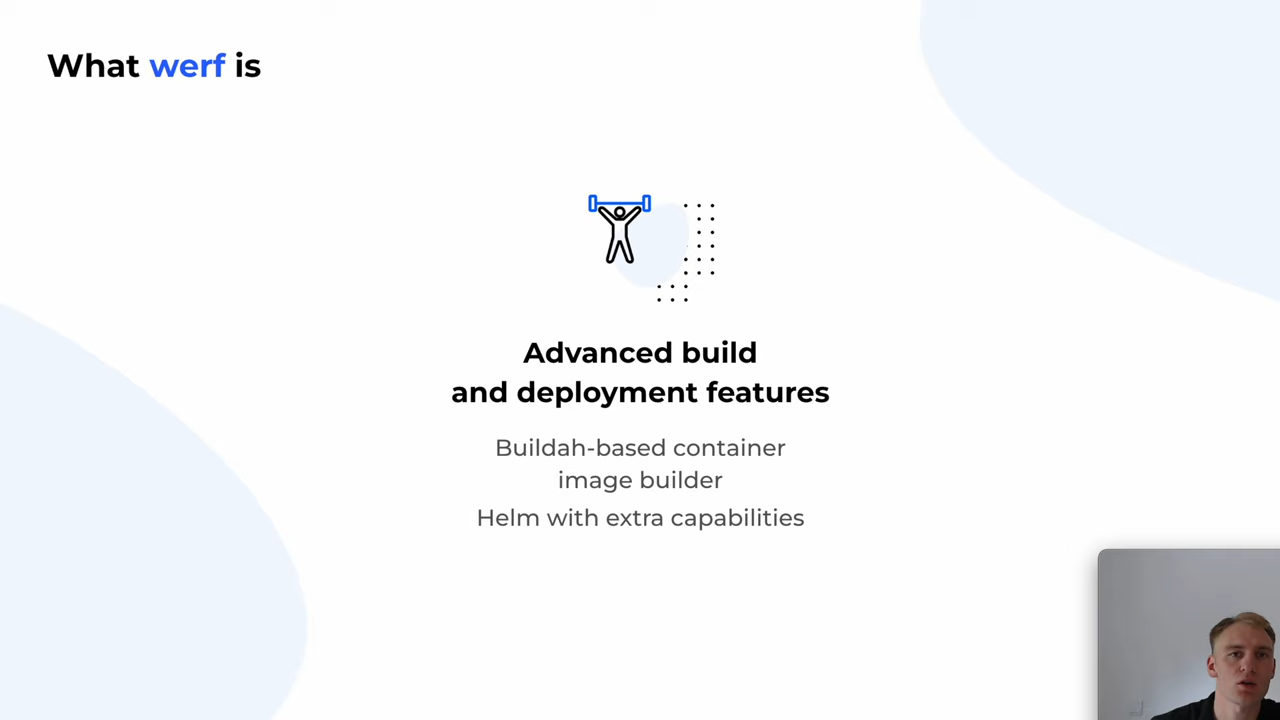 What werf is
Advanced build
and deployment features
Buildah-based container
image builder
Helm with extra capabilities